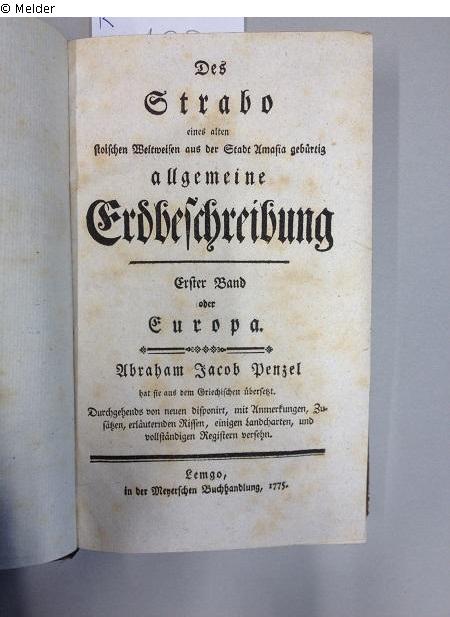 © Melder
Des
Strabo
eines alten
stoischen Weltweisen aus der Stadt Amasia gebürtig
allgemeine
Erdbeschreibung
Erster Band
oder
Europa.
Abraham Jacob Penzel
hat sie aus dem Griechischen übersetzt.
Durchgehends von neuen disponirt, mit Anmerkungen, Zu-
sätzen, erläuternden Rissen, einigen Landcharten, und
vollständigen Registern versehn.
Lemgo,
in der Meyerschen Buchhandlung, 1775.